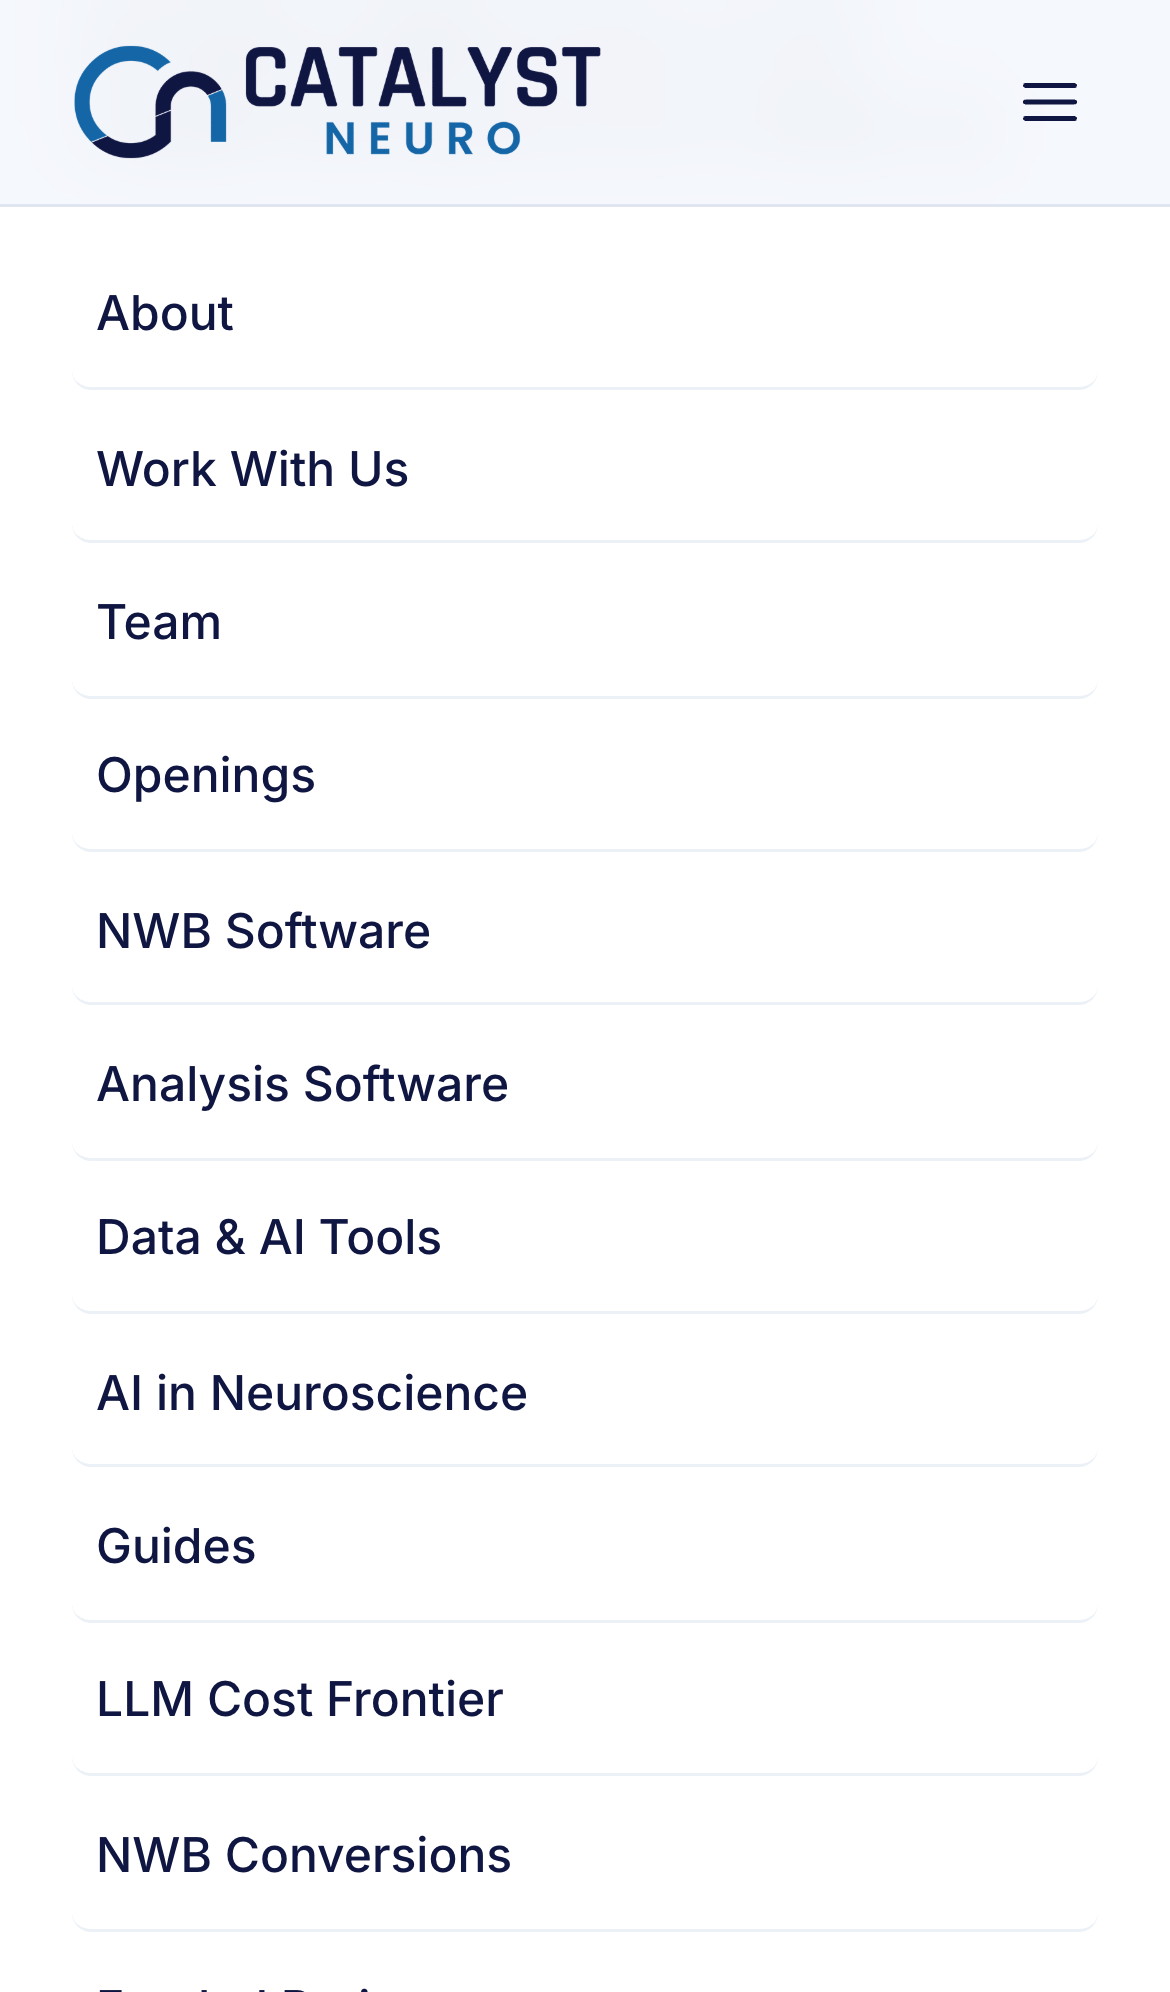 CATALYST
NEURO
About
Work With Us
Team
Openings
NWB Software
Analysis Software
Data & AI Tools
AI in Neuroscience
Guides
LLM Cost Frontier
NWB Conversions